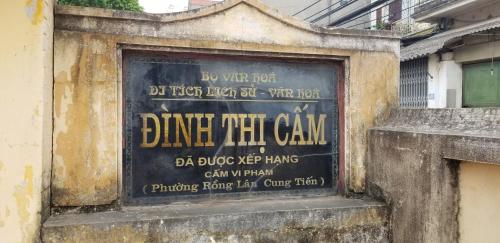 BỘ VĂN HOÁ
DI TÍCH LỊCH SỬ - VĂN HOÁ
ĐÌNH THỊ CẤM
ĐÃ ĐƯỢC XẾP HẠNG
CẤM VI PHẠM
( Phường Rồng Lân Cung Tiến )